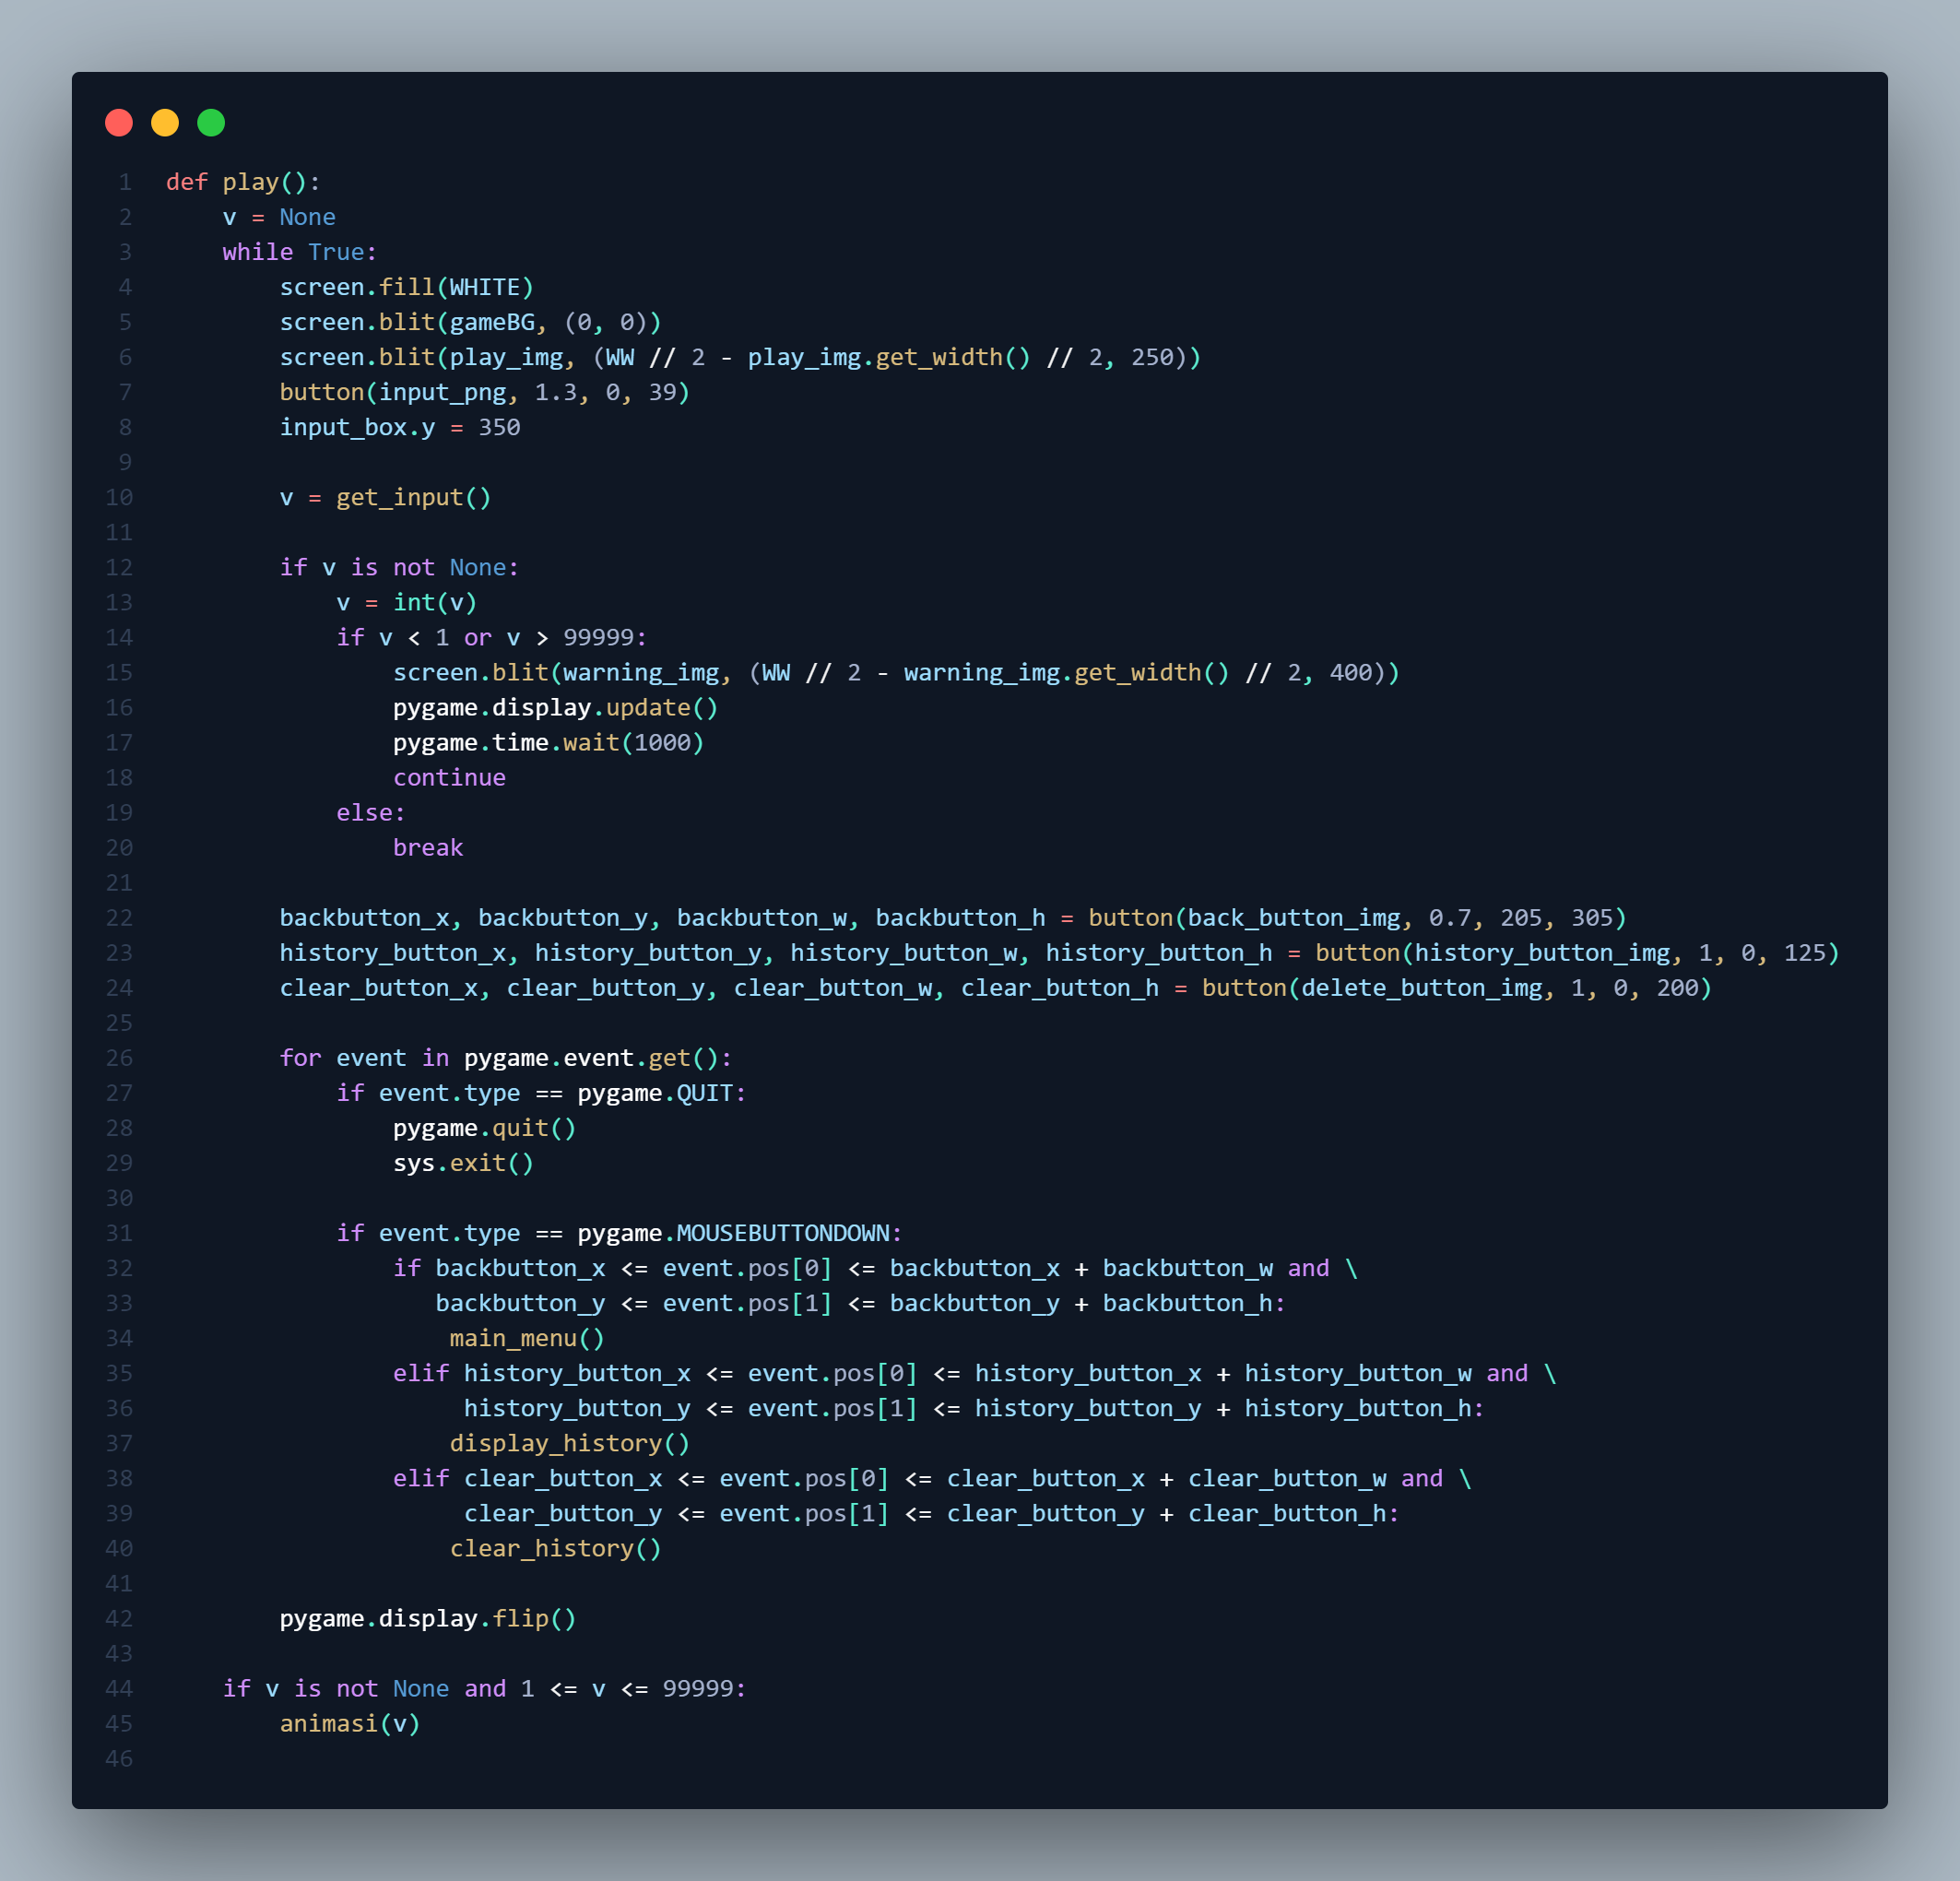 1 def play():
2     v = None
3     while True:
4         screen.fill(WHITE)
5         screen.blit(gameBG, (0, 0))
6         screen.blit(play_img, (WW // 2 - play_img.get_width() // 2, 250))
7         button(input_png, 1.3, 0, 39)
8         input_box.y = 350
9
10         v = get_input()
11
12         if v is not None:
13             v = int(v)
14             if v < 1 or v > 99999:
15                 screen.blit(warning_img, (WW // 2 - warning_img.get_width() // 2, 400))
16                 pygame.display.update()
17                 pygame.time.wait(1000)
18                 continue
19             else:
20                 break
21
22         backbutton_x, backbutton_y, backbutton_w, backbutton_h = button(back_button_img, 0.7, 205, 305)
23         history_button_x, history_button_y, history_button_w, history_button_h = button(history_button_img, 1, 0, 125)
24         clear_button_x, clear_button_y, clear_button_w, clear_button_h = button(delete_button_img, 1, 0, 200)
25
26         for event in pygame.event.get():
27             if event.type == pygame.QUIT:
28                 pygame.quit()
29                 sys.exit()
30
31             if event.type == pygame.MOUSEBUTTONDOWN:
32                 if backbutton_x <= event.pos[0] <= backbutton_x + backbutton_w and \
33                    backbutton_y <= event.pos[1] <= backbutton_y + backbutton_h:
34                     main_menu()
35                 elif history_button_x <= event.pos[0] <= history_button_x + history_button_w and \
36                      history_button_y <= event.pos[1] <= history_button_y + history_button_h:
37                     display_history()
38                 elif clear_button_x <= event.pos[0] <= clear_button_x + clear_button_w and \
39                      clear_button_y <= event.pos[1] <= clear_button_y + clear_button_h:
40                     clear_history()
41
42         pygame.display.flip()
43
44     if v is not None and 1 <= v <= 99999:
45         animasi(v)
46